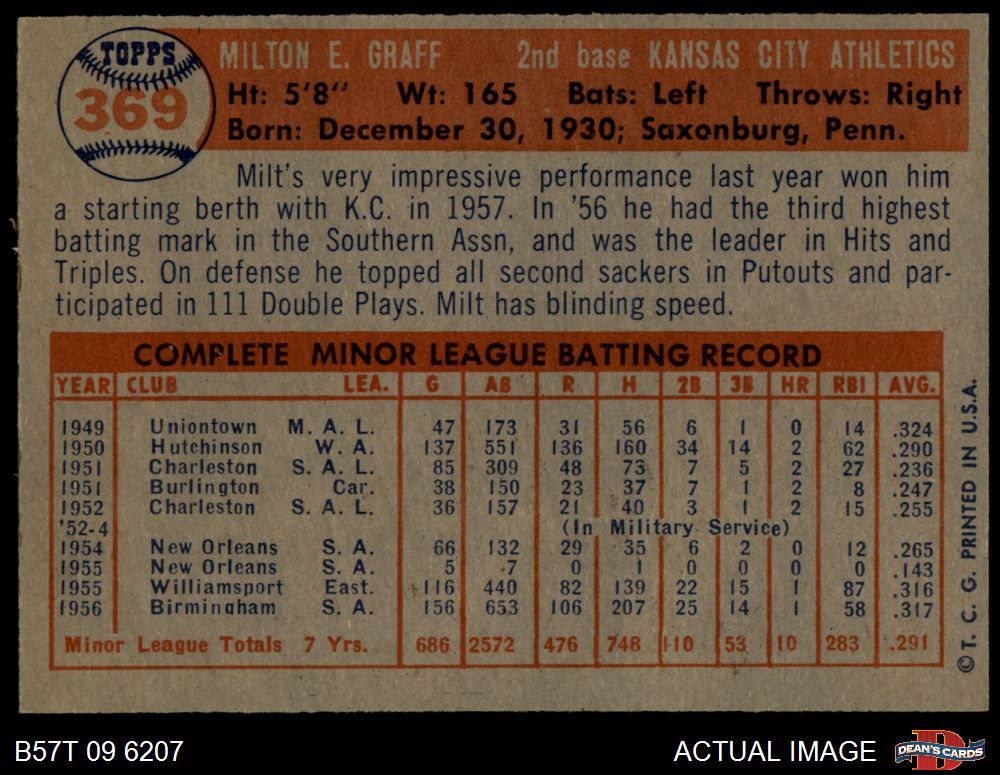 TOPPS
369
MILTON E. GRAFF 2nd base KANSAS CITY ATHLETICS
Ht: 5'8" Wt: 165 Bats: Left Throws: Right
Born: December 30, 1930; Saxonburg, Penn.
Milt's very impressive performance last year won him
a starting berth with K.C. in 1957. In '56 he had the third highest
batting mark in the Southern Assn, and was the leader in Hits and
Triples. On defense he topped all second sackers in Putouts and par-
ticipated in 111 Double Plays. Milt has blinding speed.
COMPLETE MINOR LEAGUE BATTING RECORD
YEAR CLUB LEA. G AB R H 2B 3B HR RBI AVG.
1949 Uniontown M. A. L. 47 173 31 56 6 1 0 14 .324
1950 Hutchinson W. A. 137 551 136 160 34 14 2 62 .290
1951 Charleston S. A. L. 85 309 48 73 7 5 2 27 .236
1951 Burlington Car. 38 150 23 37 7 1 2 8 .247
1952 Charleston S. A. L. 36 157 21 40 3 1 2 15 .255
'52-4 (In Military Service)
1954 New Orleans S. A. 66 132 29 35 6 2 0 12 .265
1955 New Orleans S. A. 5 7 0 1 0 0 0 0 .143
1955 Williamsport East. 116 440 82 139 22 15 1 87 .316
1956 Birmingham S. A. 156 653 106 207 25 14 1 58 .317
Minor League Totals 7 Yrs. 686 2572 476 748 110 53 10 283 .291
© T. C. G. PRINTED IN U.S.A.
B57T 09 6207
ACTUAL IMAGE
DEAN'S CARDS